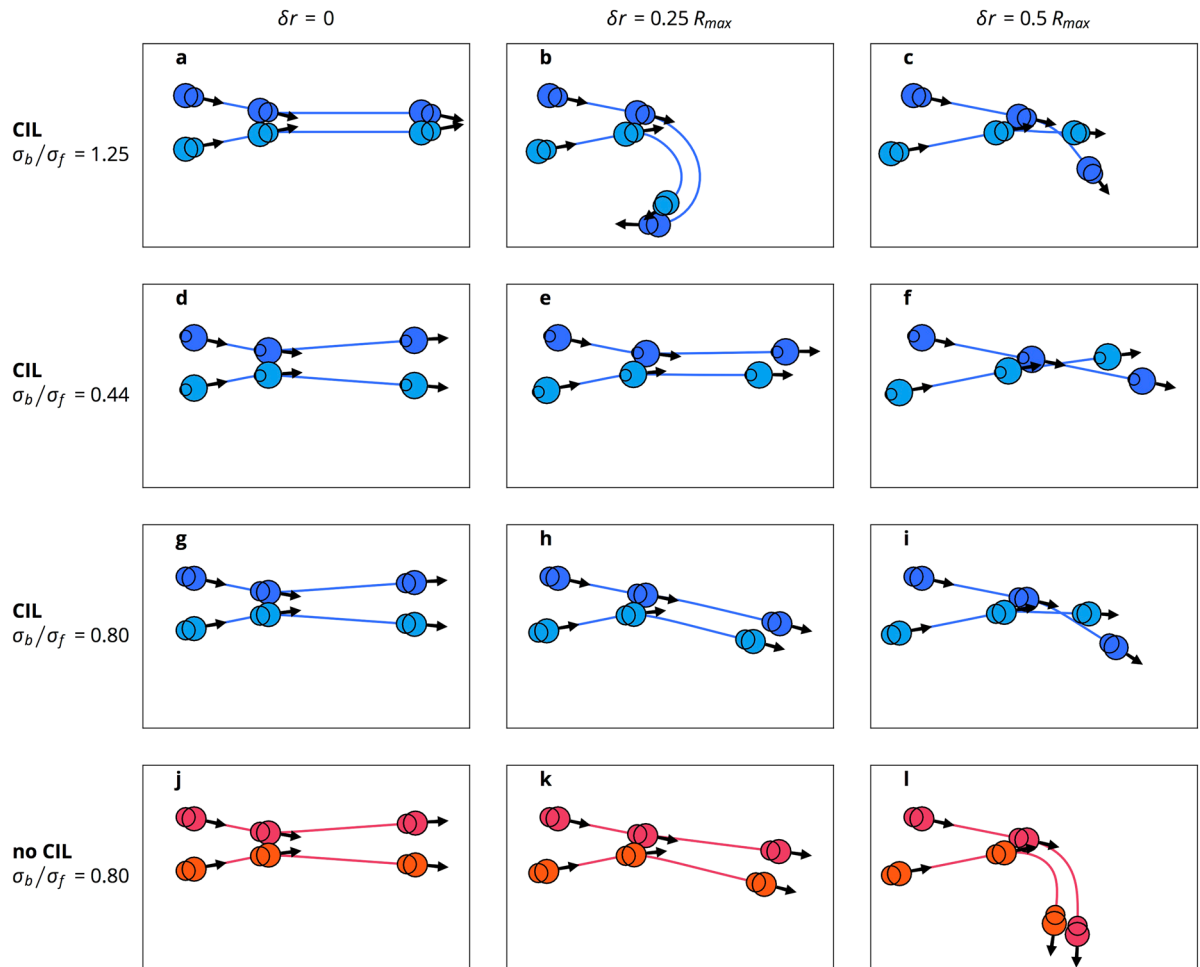 δr = 0
δr = 0.25 R_max
δr = 0.5 R_max
CIL
σ_b/σ_f = 1.25
a
b
c
CIL
σ_b/σ_f = 0.44
d
e
f
CIL
σ_b/σ_f = 0.80
g
h
i
no CIL
σ_b/σ_f = 0.80
j
k
l